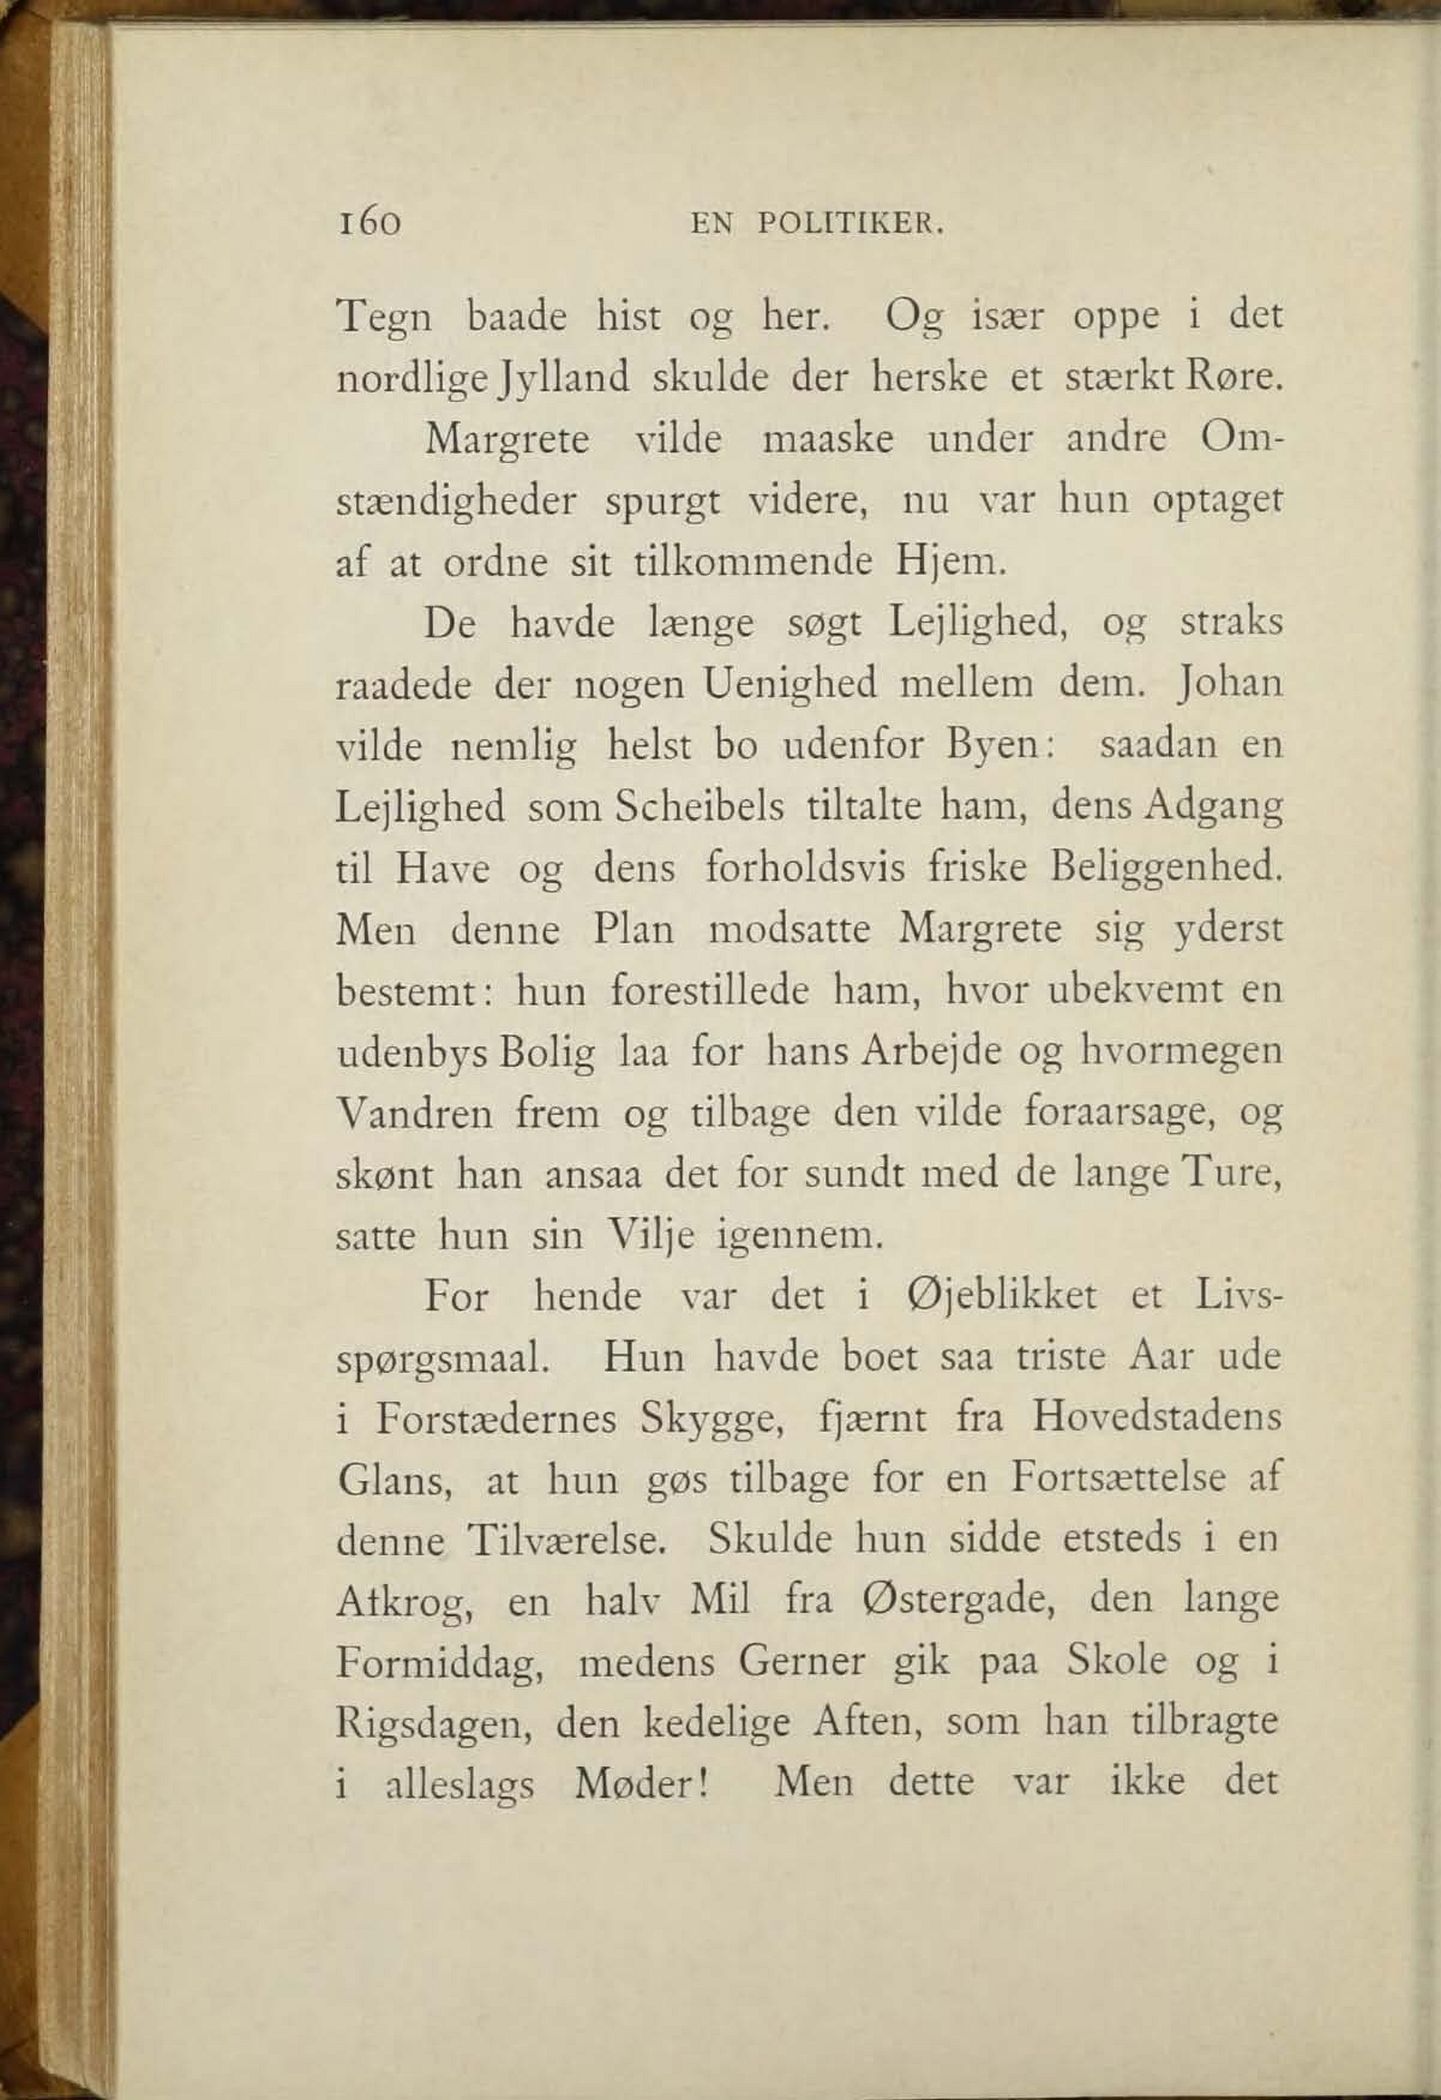 160 EN POLITIKER.
Tegn baade hist og her. Og især oppe i det
nordlige Jylland skulde der herske et stærkt Røre.
Margrete vilde maaske under andre Om-
stændigheder spurgt videre, nu var hun optaget
af at ordne sit tilkommende Hjem.
De havde længe søgt Lejlighed, og straks
raadede der nogen Uenighed mellem dem. Johan
vilde nemlig helst bo udenfor Byen: saadan en
Lejlighed som Scheibels tiltalte ham, dens Adgang
til Have og dens forholdsvis friske Beliggenhed.
Men denne Plan modsatte Margrete sig yderst
bestemt: hun forestillede ham, hvor ubekvemt en
udenbys Bolig laa for hans Arbejde og hvormegen
Vandren frem og tilbage den vilde foraarsage, og
skønt han ansaa det for sundt med de lange Ture,
satte hun sin Vilje igennem.
For hende var det i Øjeblikket et Livs-
spørgsmaal. Hun havde boet saa triste Aar ude
i Forstædernes Skygge, fjærnt fra Hovedstadens
Glans, at hun gøs tilbage for en Fortsættelse af
denne Tilværelse. Skulde hun sidde etsteds i en
Afkrog, en halv Mil fra Østergade, den lange
Formiddag, medens Gerner gik paa Skole og i
Rigsdagen, den kedelige Aften, som han tilbragte
i alleslags Møder! Men dette var ikke det